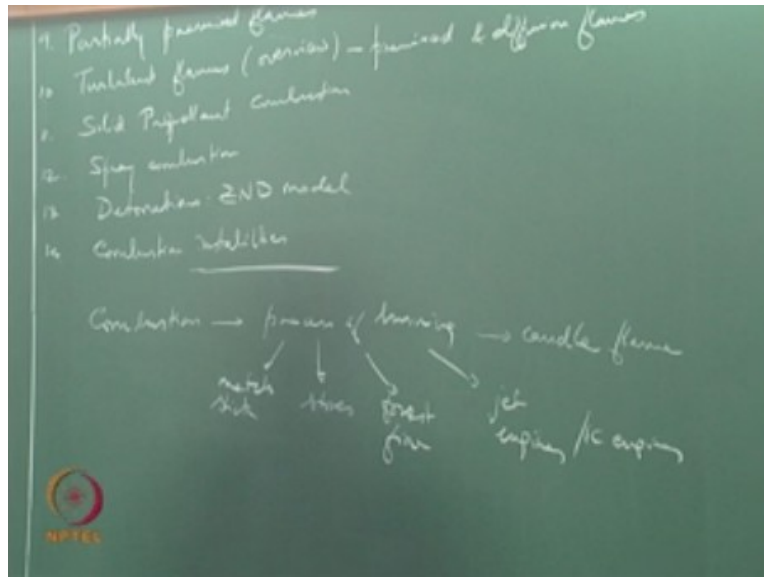 9. Partially premixed flames
10 Turbulent flames (overview) – premixed & diffusion flames
11. Solid Propellant Combustion
12. Spray combustion
13 Detonations - ZND model
14 Combustion instabilities
Combustion → process of burning → candle flame
match stick stoves forest fire jet engines / IC engines
NPTEL